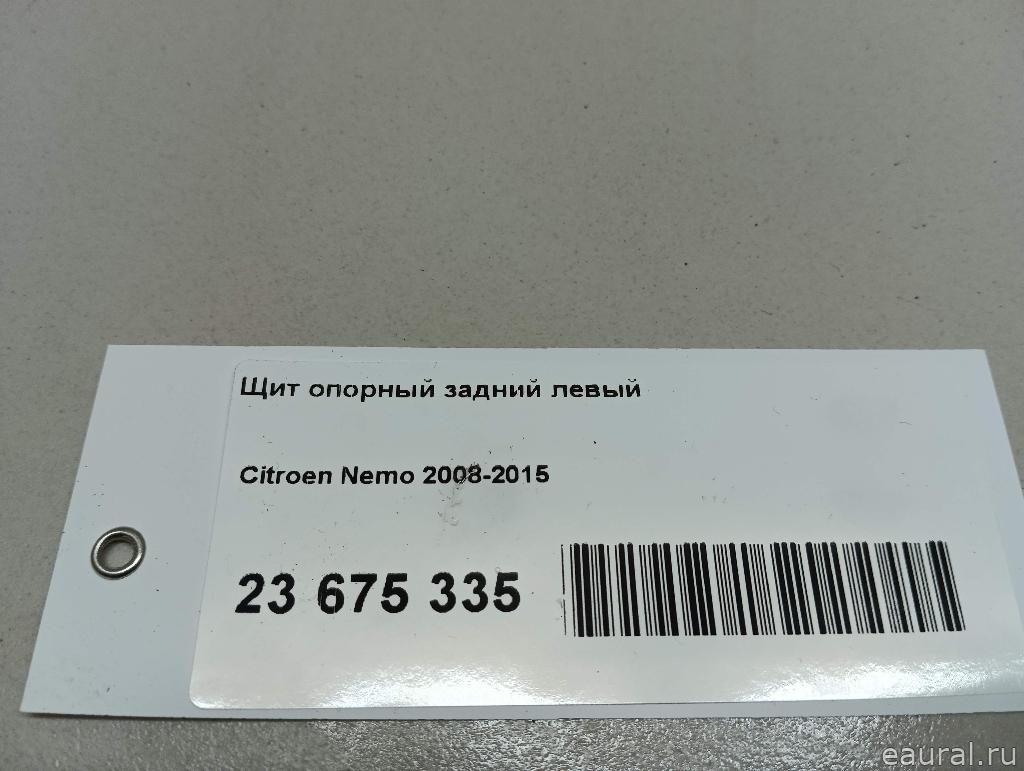 Щит опорный задний левый
Citroen Nemo 2008-2015
23 675 335
eaural.ru